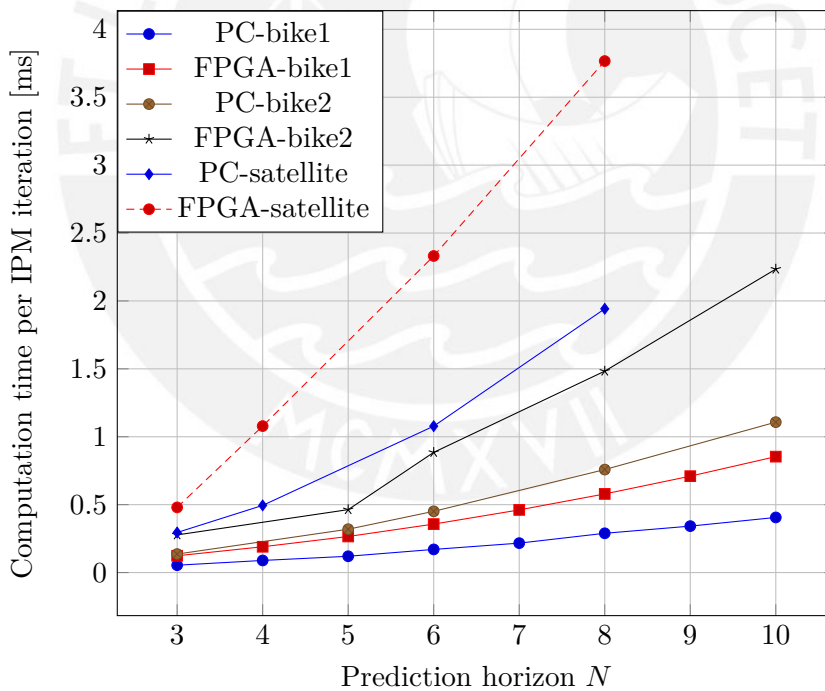 4
3.5
3
2.5
2
1.5
1
0.5
0
Computation time per IPM iteration [ms]
PC-bike1
FPGA-bike1
PC-bike2
FPGA-bike2
PC-satellite
FPGA-satellite
MCMXVII
3 4 5 6 7 8 9 10
Prediction horizon N